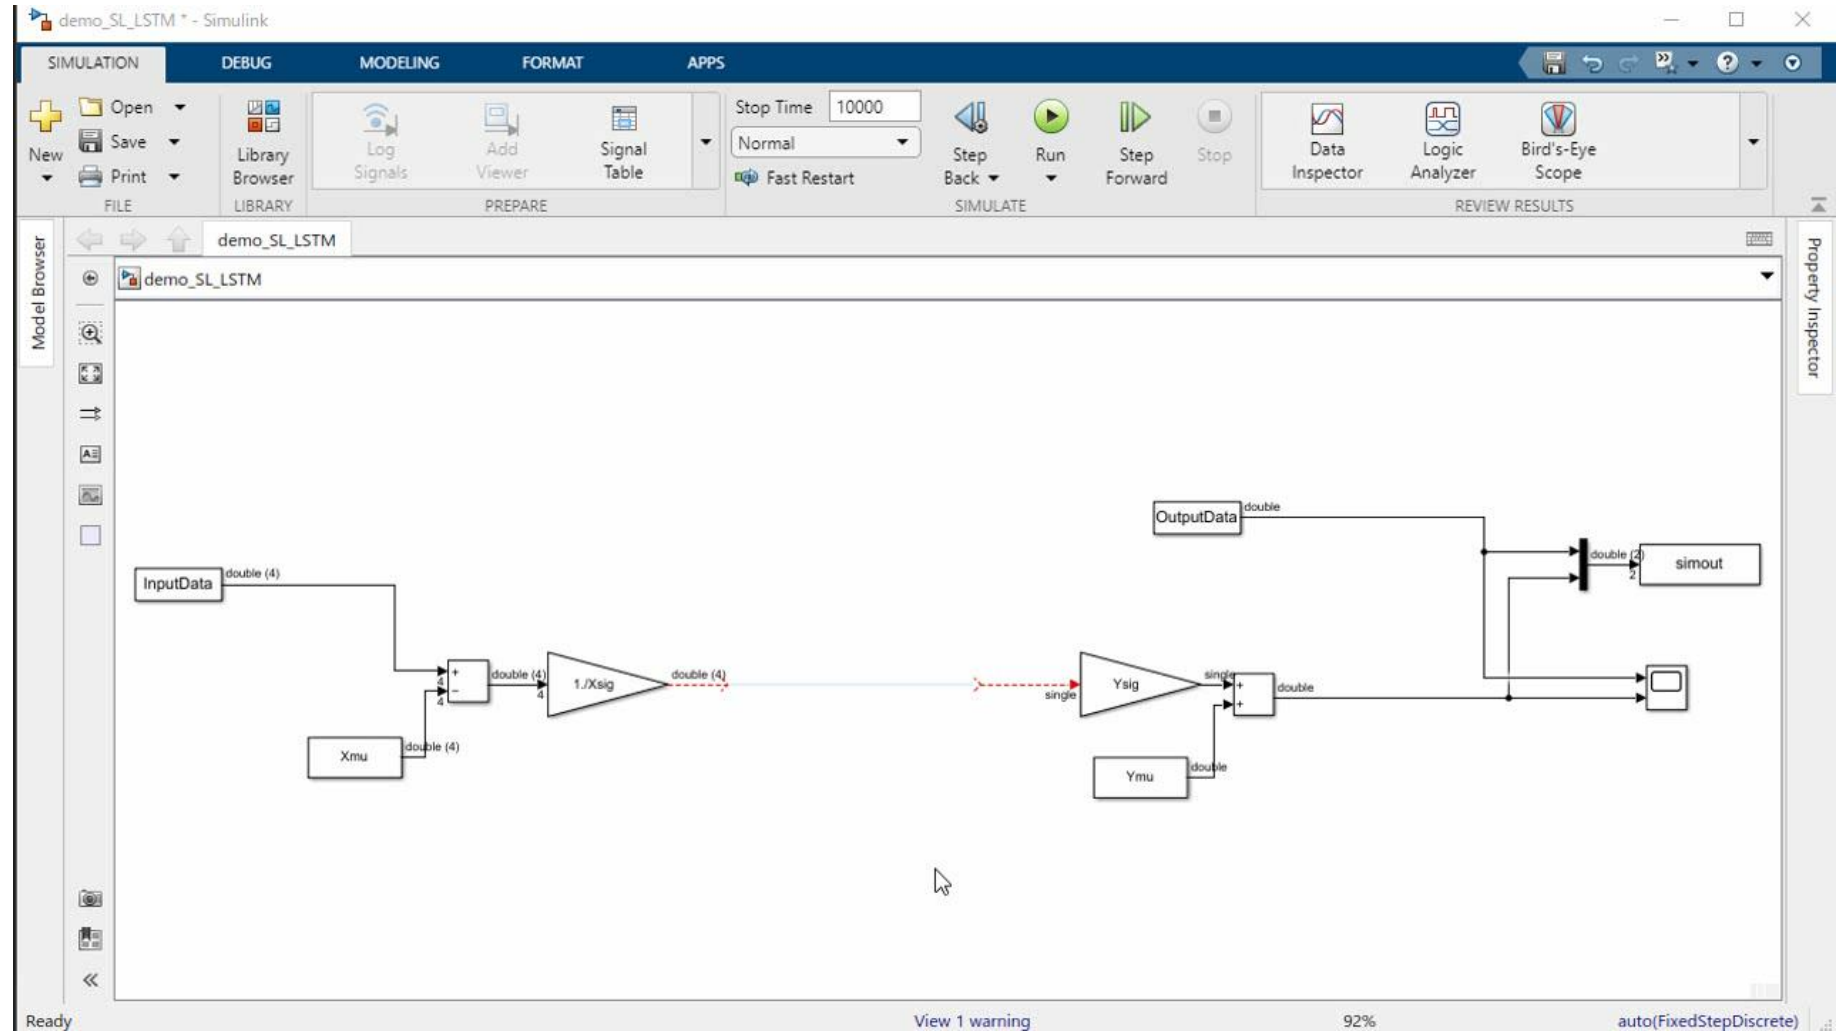 demo_SL_LSTM * - Simulink
SIMULATION DEBUG MODELING FORMAT APPS
New
Open
Save
Print
FILE
Library Browser
LIBRARY
Log Signals
Add Viewer
Signal Table
PREPARE
Stop Time 10000
Normal
Fast Restart
Step Back
Run
Step Forward
Stop
SIMULATE
Data Inspector
Logic Analyzer
Bird's-Eye Scope
REVIEW RESULTS
Model Browser
demo_SL_LSTM
demo_SL_LSTM
Property Inspector
OutputData double
double (2)
2
simout
InputData double (4)
+
−
4
4
double (4)
4
1./Xsig
double (4)
single
Ysig
single
+
+
double
Xmu
double (4)
Ymu
double
Ready
View 1 warning
92%
auto(FixedStepDiscrete)